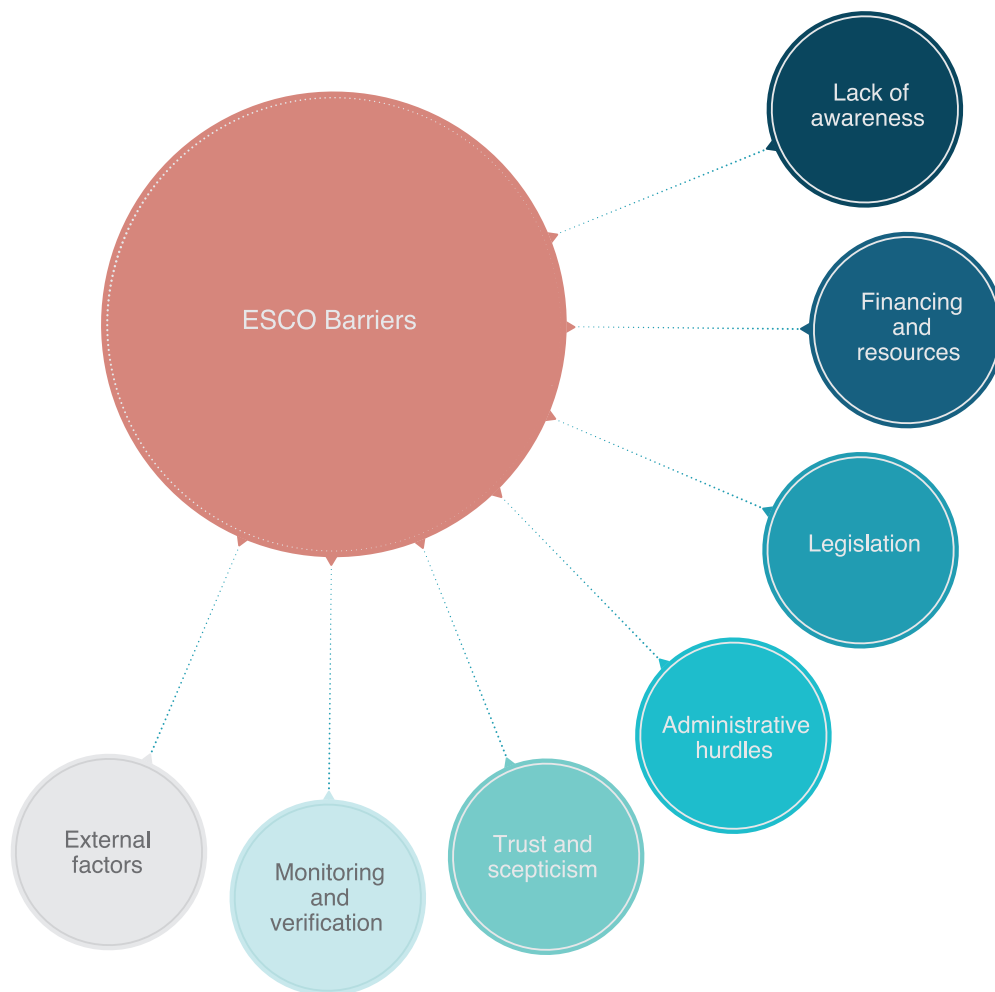 ESCO Barriers
Lack of
awareness
Financing
and
resources
Legislation
Administrative
hurdles
Trust and
scepticism
Monitoring
and
verification
External
factors